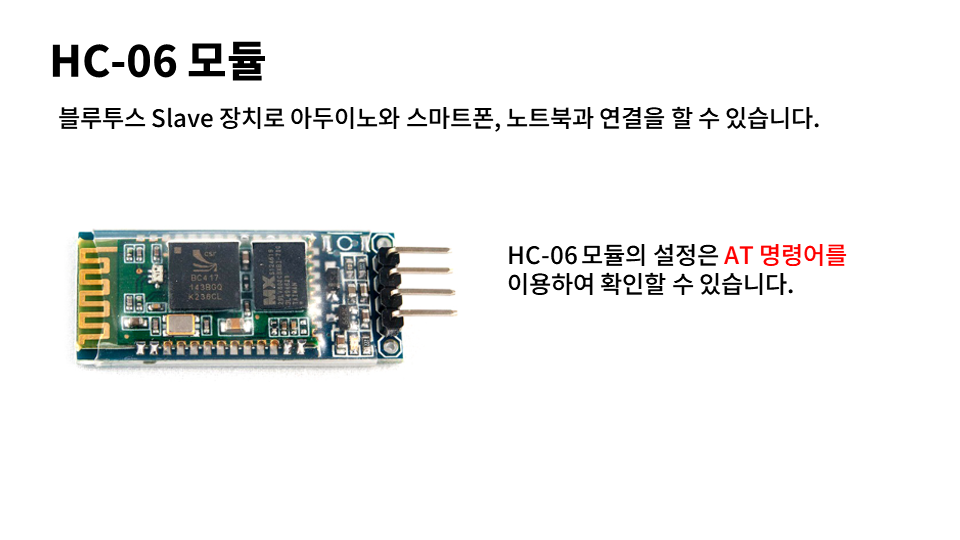 HC-06 모듈
블루투스 Slave 장치로 아두이노와 스마트폰, 노트북과 연결을 할 수 있습니다.
HC-06 모듈의 설정은 AT 명령어를
이용하여 확인할 수 있습니다.
BC417
143BGQ
K238CL
MX